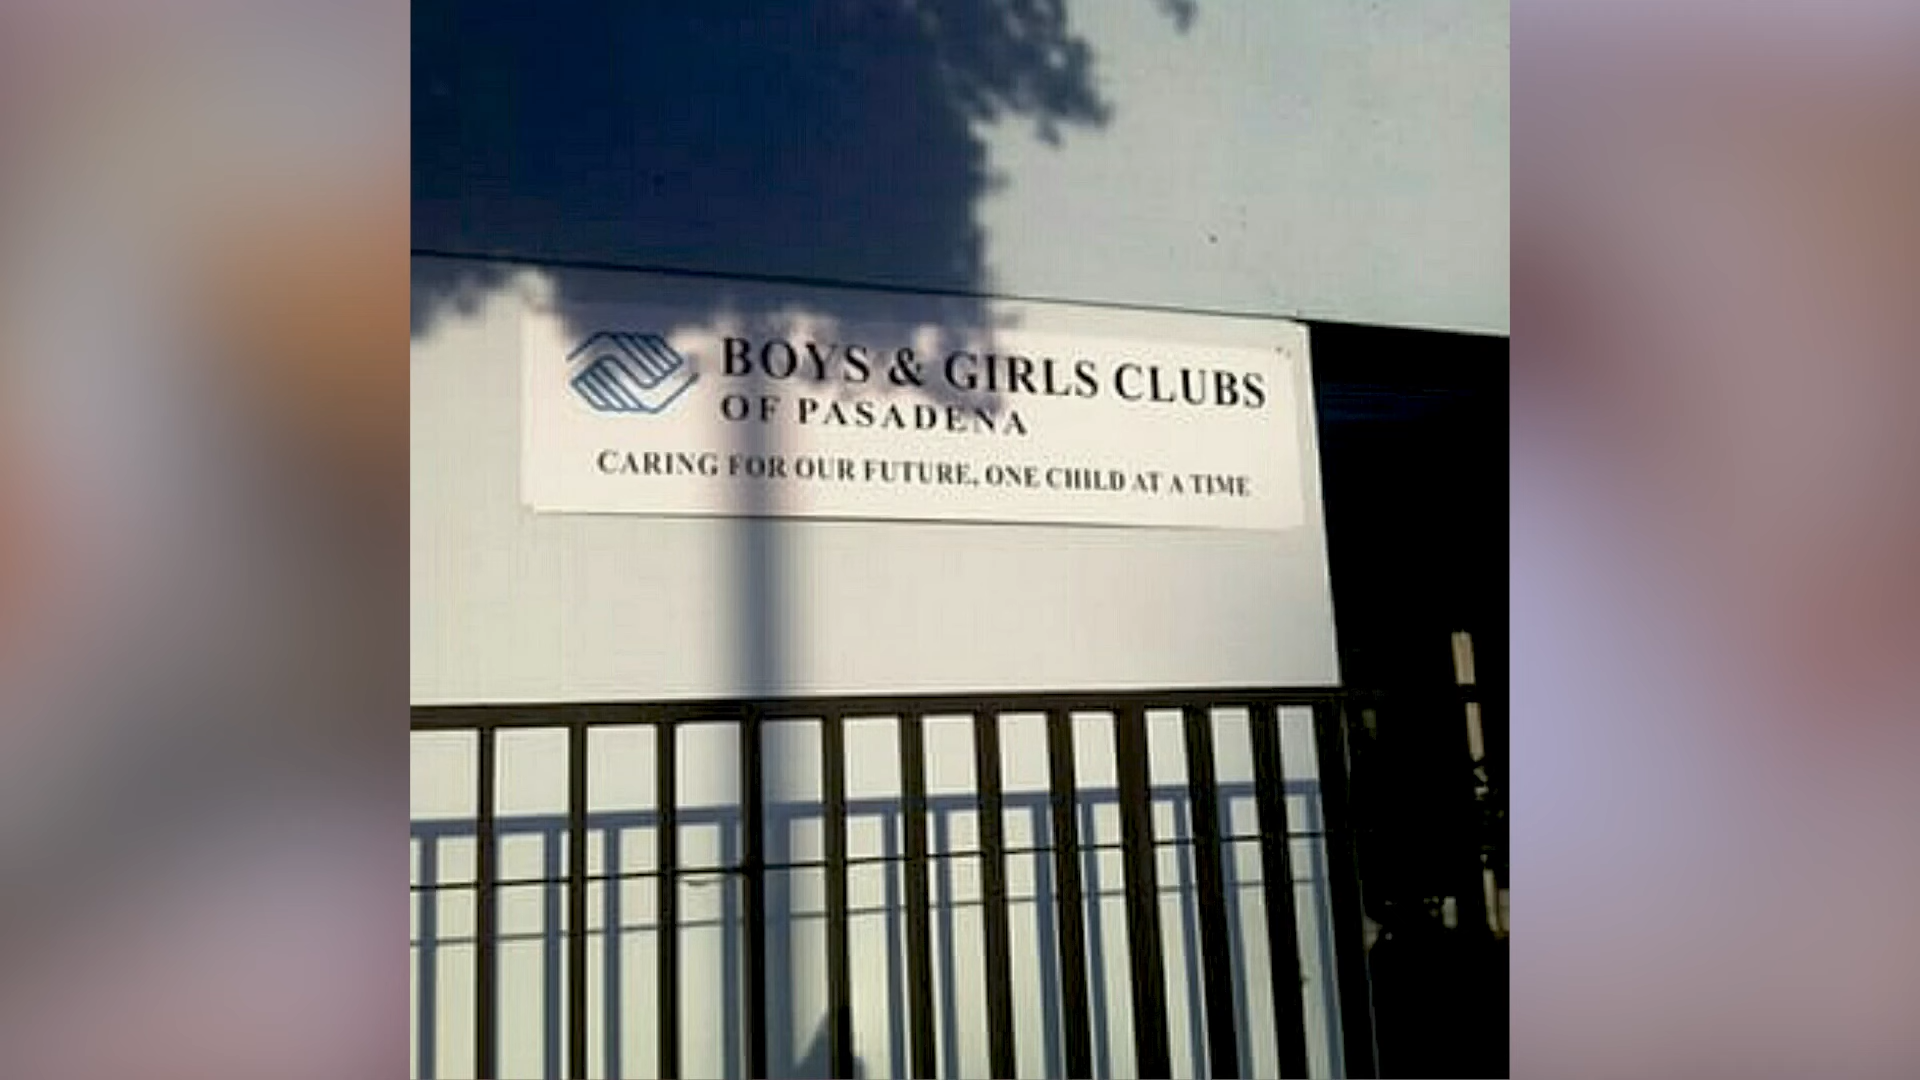 BOYS & GIRLS CLUBS
OF PASADENA
CARING FOR OUR FUTURE, ONE CHILD AT A TIME